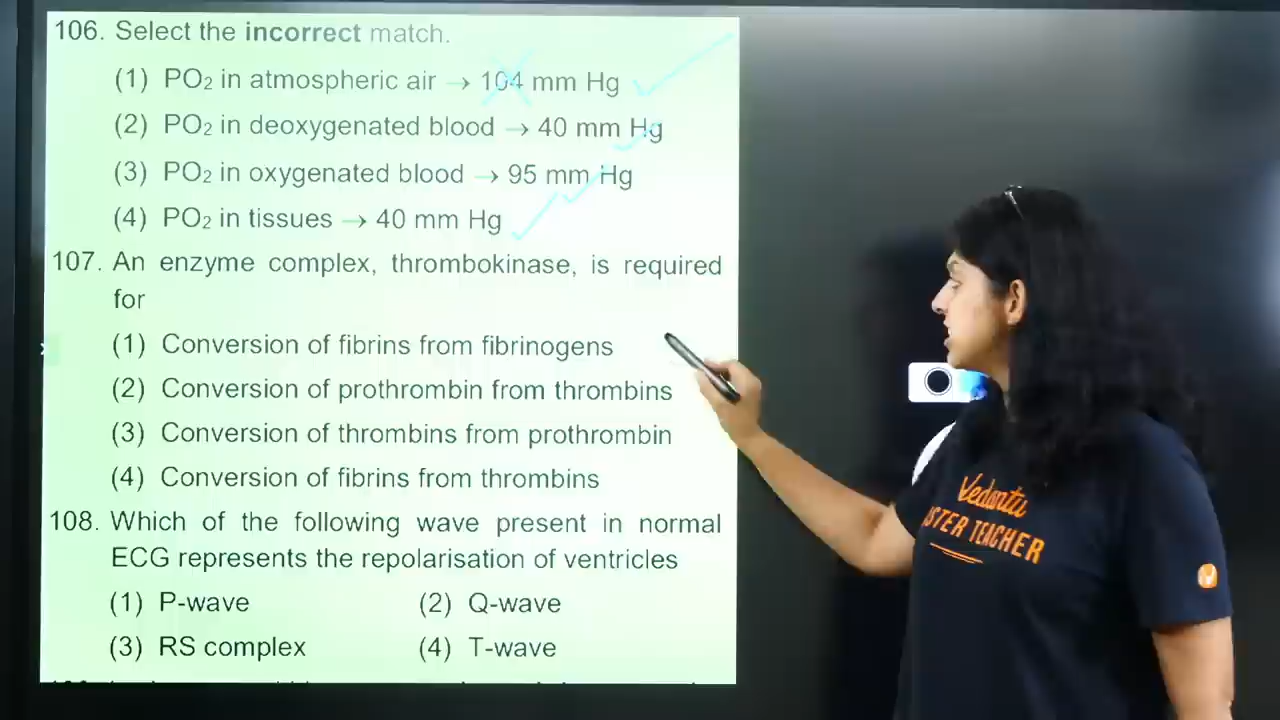 106. Select the incorrect match.
(1) PO2 in atmospheric air → 104 mm Hg
(2) PO2 in deoxygenated blood → 40 mm Hg
(3) PO2 in oxygenated blood → 95 mm Hg
(4) PO2 in tissues → 40 mm Hg
107. An enzyme complex, thrombokinase, is required
for
(1) Conversion of fibrins from fibrinogens
(2) Conversion of prothrombin from thrombins
(3) Conversion of thrombins from prothrombin
(4) Conversion of fibrins from thrombins
108. Which of the following wave present in normal
ECG represents the repolarisation of ventricles
(1) P-wave (2) Q-wave
(3) RS complex (4) T-wave
Vedantu
STER TEACHER